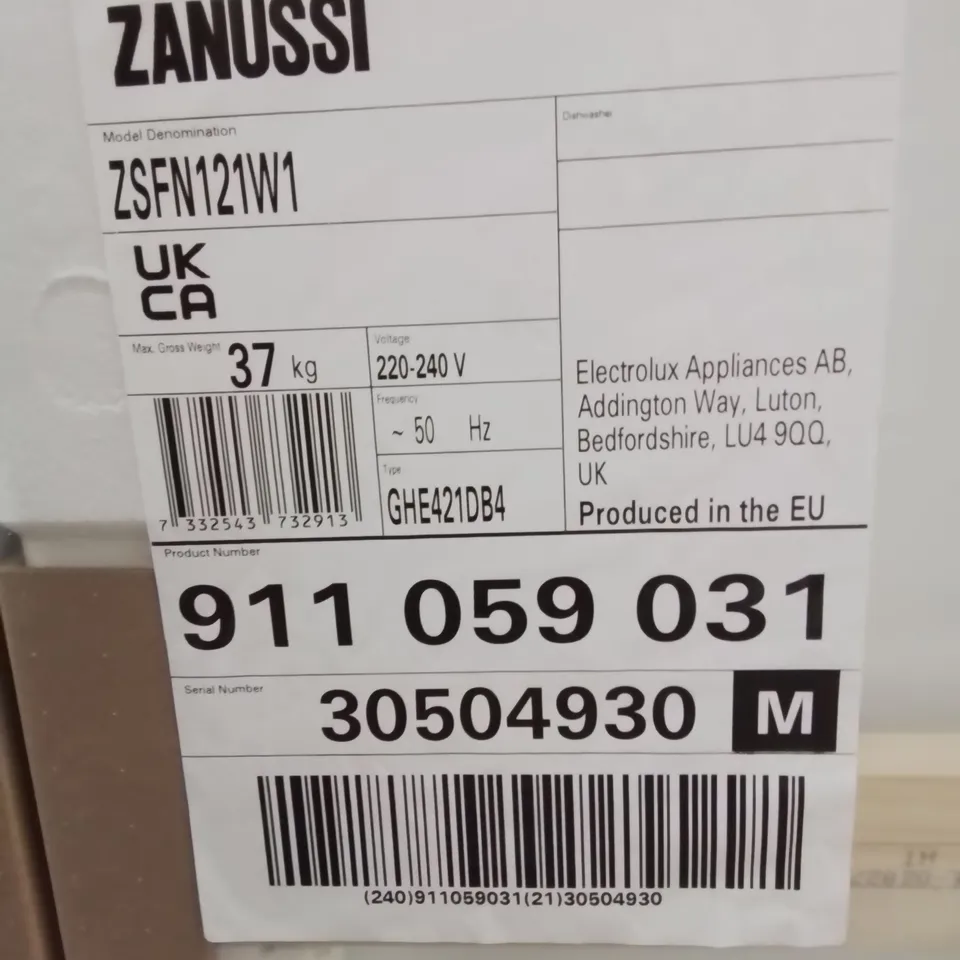 ZANUSSI
Model Denomination
ZSFN121W1
Dishwasher
UK
CA
Max. Gross Weight 37 kg
Voltage
220-240 V
Frequency
~ 50 Hz
Type
GHE421DB4
7 332543 732913
Electrolux Appliances AB,
Addington Way, Luton,
Bedfordshire, LU4 9QQ,
UK
Produced in the EU
Product Number
911 059 031
Serial Number
30504930 M
(240)911059031(21)30504930